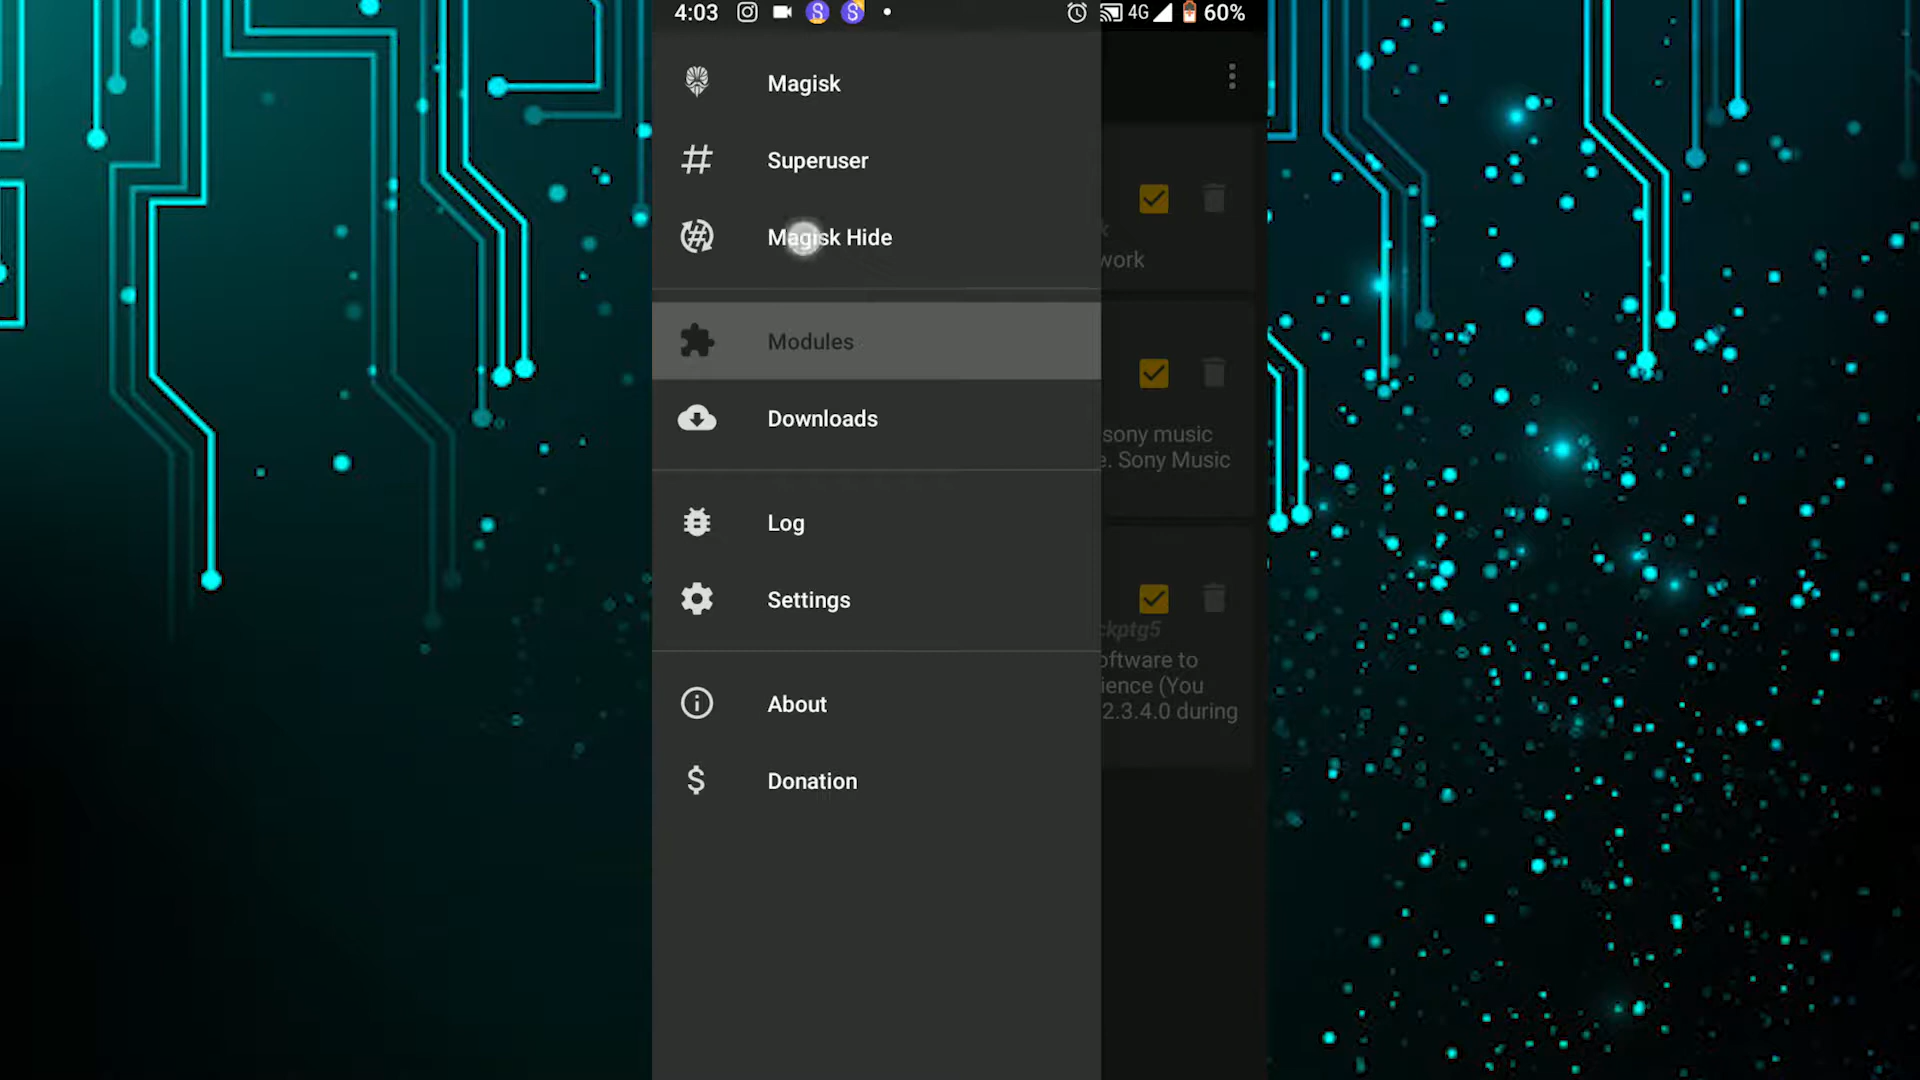 4:03
4G 60%
Magisk
Superuser
Magisk Hide
work
Modules
Downloads
sony music
e. Sony Music
Log
Settings
ckptg5
oftware to
ience (You
2.3.4.0 during
About
Donation